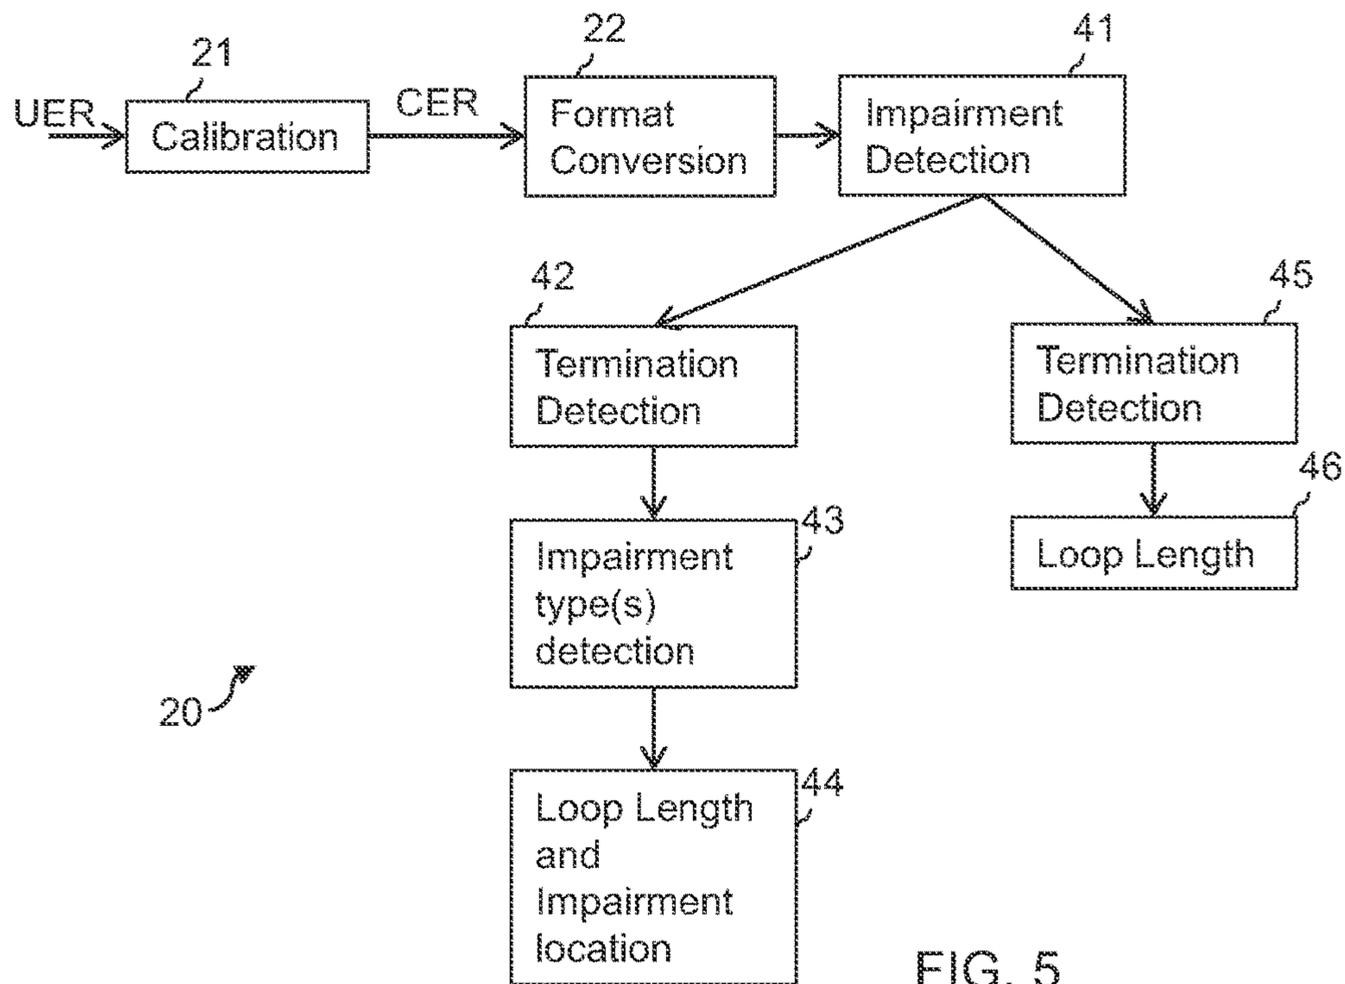 21
22
41
UER
Calibration
CER
Format
Conversion
Impairment
Detection
42
45
Termination
Detection
Termination
Detection
46
43
Loop Length
Impairment
type(s)
detection
20
44
Loop Length
and
Impairment
location
FIG. 5